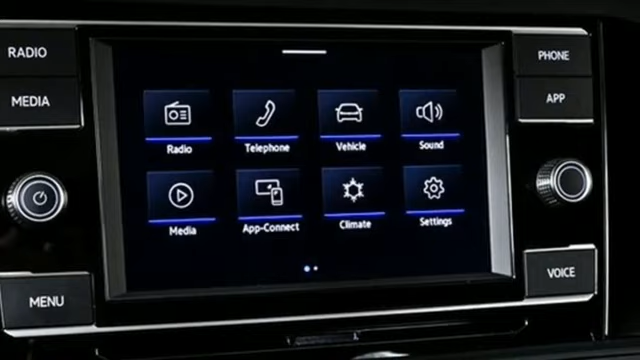 RADIO
MEDIA
MENU
Radio
Telephone
Vehicle
Sound
Media
App-Connect
Climate
Settings
PHONE
APP
VOICE